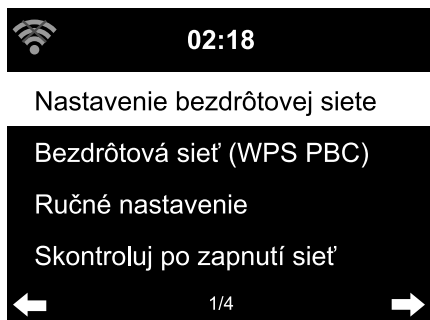 02:18
Nastavenie bezdrôtovej siete
Bezdrôtová sieť (WPS PBC)
Ručné nastavenie
Skontroluj po zapnutí sieť
1/4